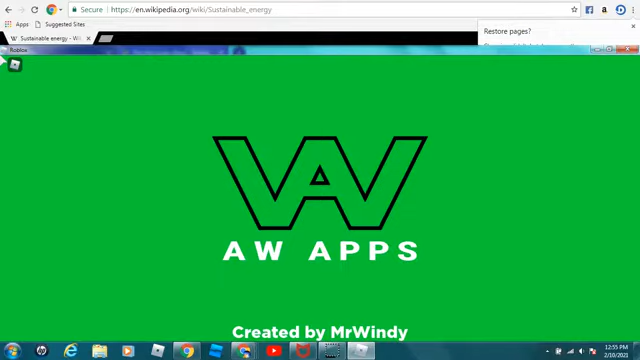 Secure
https://en.wikipedia.org/wiki/Sustainable_energy
Apps
Suggested Sites
Restore pages?
Sustainable energy - Wi
Roblox
AW APPS
Created by MrWindy
12:55 PM
2/10/2021